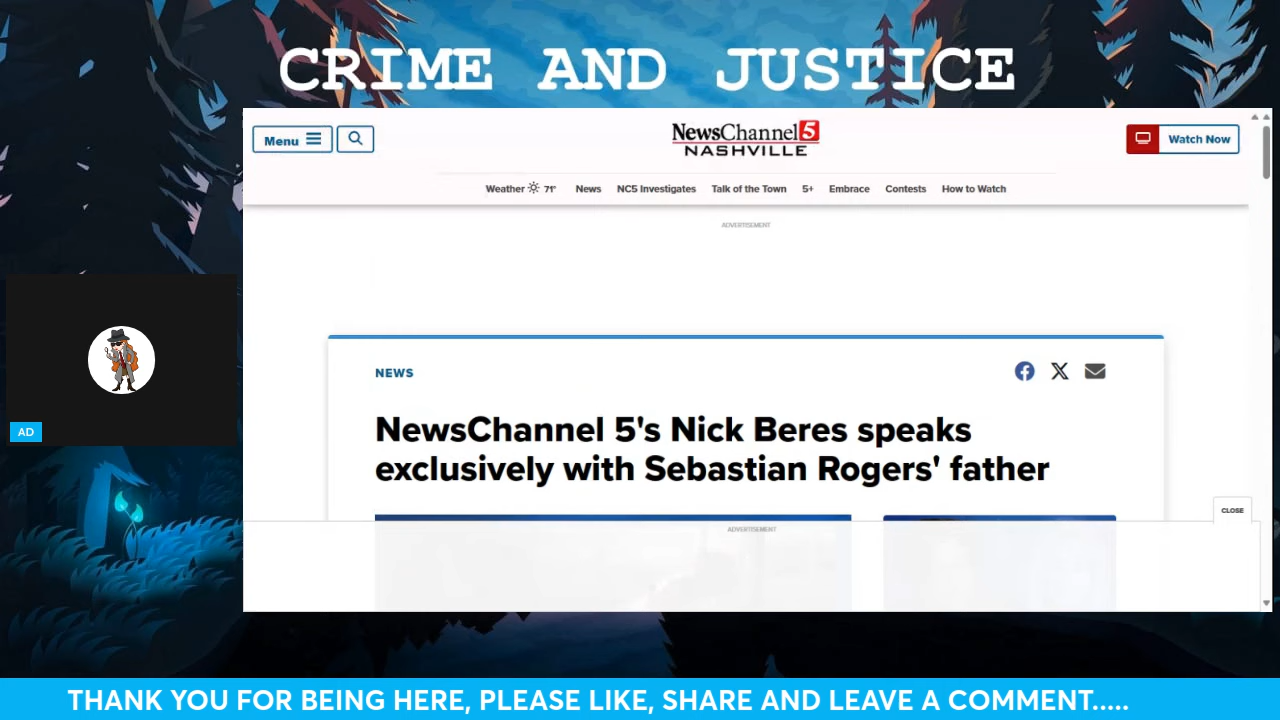 CRIME AND JUSTICE
Menu
NewsChannel 5
NASHVILLE
Watch Now
Weather 71° News NC5 Investigates Talk of the Town 5+ Embrace Contests How to Watch
ADVERTISEMENT
NEWS
NewsChannel 5's Nick Beres speaks
exclusively with Sebastian Rogers' father
CLOSE
ADVERTISEMENT
AD
THANK YOU FOR BEING HERE, PLEASE LIKE, SHARE AND LEAVE A COMMENT.....